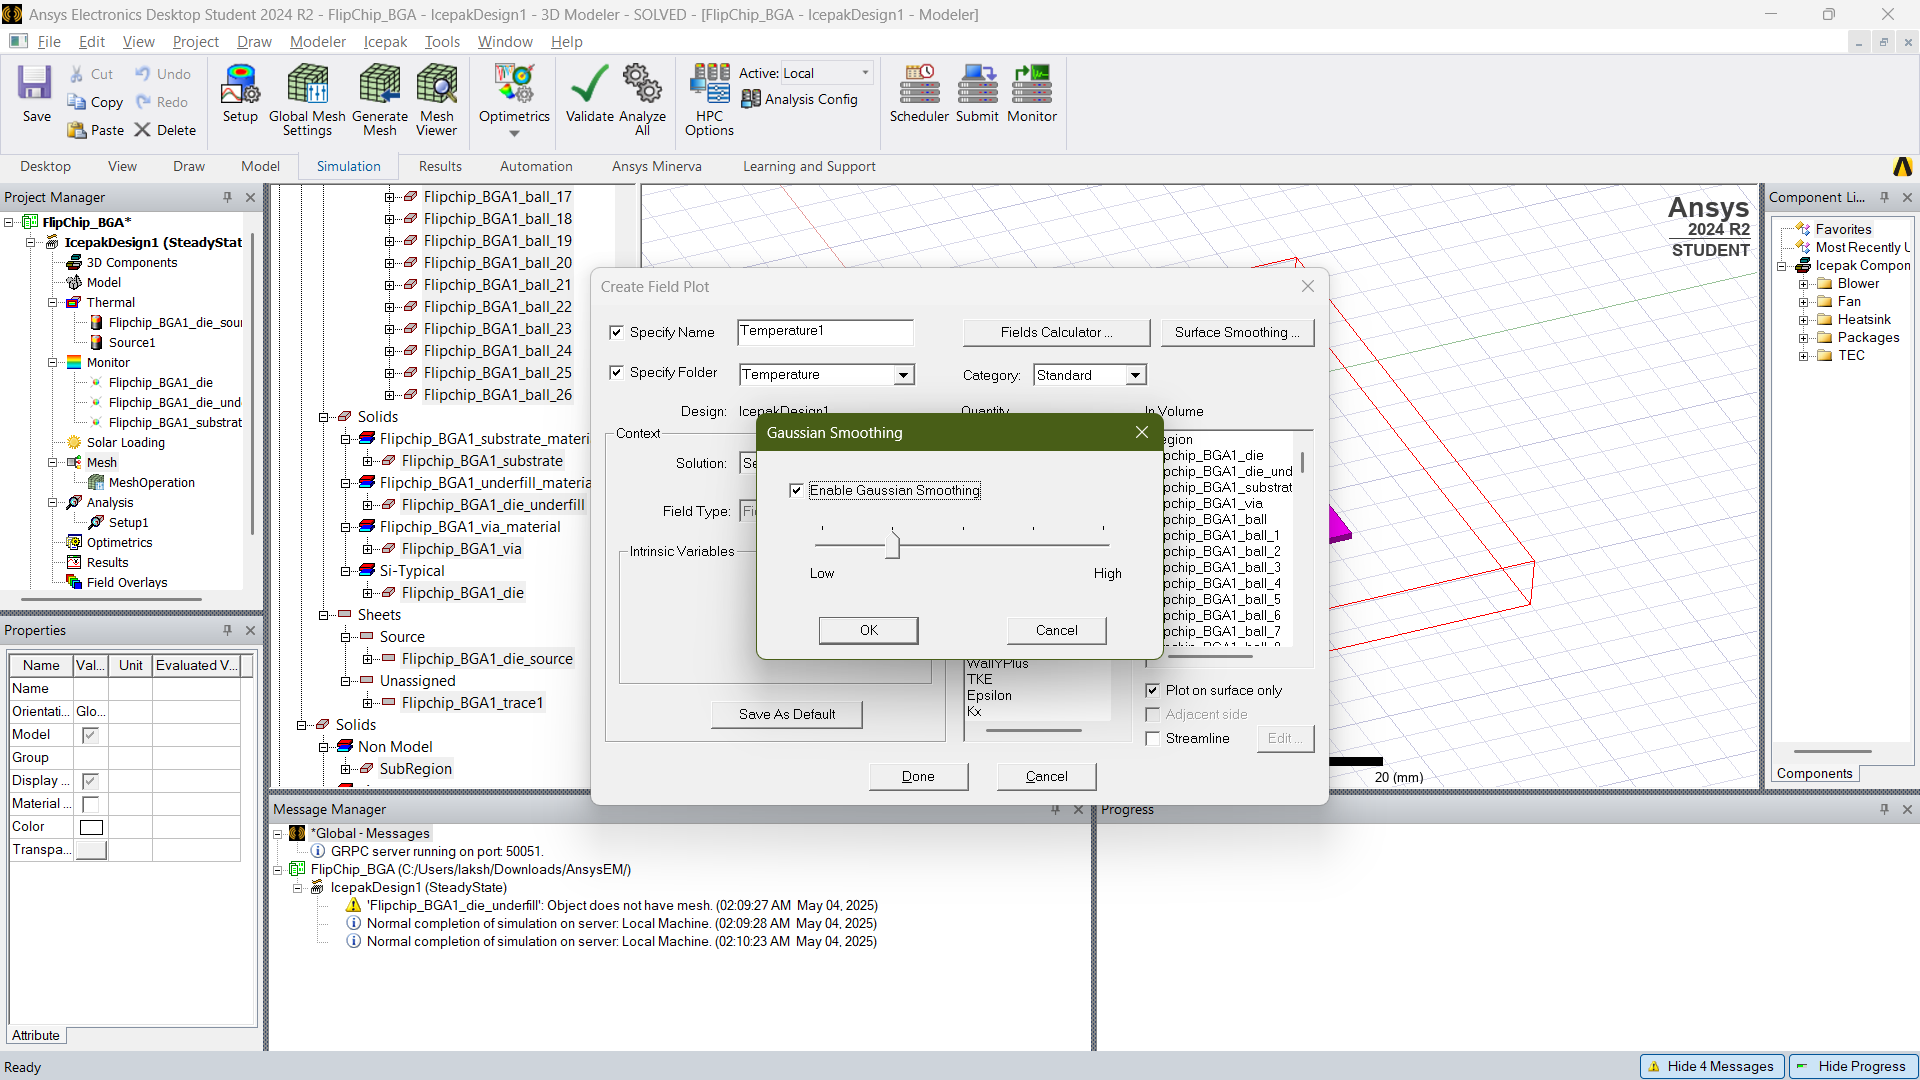 Ansys Electronics Desktop Student 2024 R2 - FlipChip_BGA - IcepakDesign1 - 3D Modeler - SOLVED - [FlipChip_BGA - IcepakDesign1 - Modeler]
File Edit View Project Draw Modeler Icepak Tools Window Help
Save
Cut
Copy
Paste
Undo
Redo
Delete
Setup
Global Mesh Settings
Generate Mesh
Mesh Viewer
Optimetrics
Validate
Analyze All
HPC Options
Active: Local
Analysis Config
Scheduler
Submit
Monitor
Desktop View Draw Model Simulation Results Automation Ansys Minerva Learning and Support
Project Manager
FlipChip_BGA*
IcepakDesign1 (SteadyStat
3D Components
Model
Thermal
Flipchip_BGA1_die_sour
Source1
Monitor
Flipchip_BGA1_die
Flipchip_BGA1_die_und
Flipchip_BGA1_substrat
Solar Loading
Mesh
MeshOperation
Analysis
Setup1
Optimetrics
Results
Field Overlays
Properties
Name Val... Unit Evaluated V...
Name
Orientati... Glo...
Model
Group
Display ...
Material ...
Color
Transpa...
Attribute
Flipchip_BGA1_ball_17
Flipchip_BGA1_ball_18
Flipchip_BGA1_ball_19
Flipchip_BGA1_ball_20
Flipchip_BGA1_ball_21
Flipchip_BGA1_ball_22
Flipchip_BGA1_ball_23
Flipchip_BGA1_ball_24
Flipchip_BGA1_ball_25
Flipchip_BGA1_ball_26
Solids
Flipchip_BGA1_substrate_materi
Flipchip_BGA1_substrate
Flipchip_BGA1_underfill_materia
Flipchip_BGA1_die_underfill
Flipchip_BGA1_via_material
Flipchip_BGA1_via
Si-Typical
Flipchip_BGA1_die
Sheets
Source
Flipchip_BGA1_die_source
Unassigned
Flipchip_BGA1_trace1
Solids
Non Model
SubRegion
Ansys
2024 R2
STUDENT
20 (mm)
Create Field Plot
Specify Name Temperature1
Fields Calculator ...
Surface Smoothing ...
Specify Folder Temperature
Category: Standard
Design: IcepakDesign1
Quantity
In Volume
Context
Solution: Se
Field Type: Fi
Intrinsic Variables
Save As Default
Gaussian Smoothing
Enable Gaussian Smoothing
Low High
OK Cancel
egion
pchip_BGA1_die
pchip_BGA1_die_und
pchip_BGA1_substrat
pchip_BGA1_via
pchip_BGA1_ball
pchip_BGA1_ball_1
pchip_BGA1_ball_2
pchip_BGA1_ball_3
pchip_BGA1_ball_4
pchip_BGA1_ball_5
pchip_BGA1_ball_6
pchip_BGA1_ball_7
WallYPlus
TKE
Epsilon
Kx
Plot on surface only
Adjacent side
Streamline
Edit ...
Done Cancel
Component Li...
Favorites
Most Recently U
Icepak Compon
Blower
Fan
Heatsink
Packages
TEC
Components
Message Manager
*Global - Messages
GRPC server running on port: 50051.
FlipChip_BGA (C:/Users/laksh/Downloads/AnsysEM/)
IcepakDesign1 (SteadyState)
'Flipchip_BGA1_die_underfill': Object does not have mesh. (02:09:27 AM May 04, 2025)
Normal completion of simulation on server: Local Machine. (02:09:28 AM May 04, 2025)
Normal completion of simulation on server: Local Machine. (02:10:23 AM May 04, 2025)
Progress
Ready
Hide 4 Messages
Hide Progress